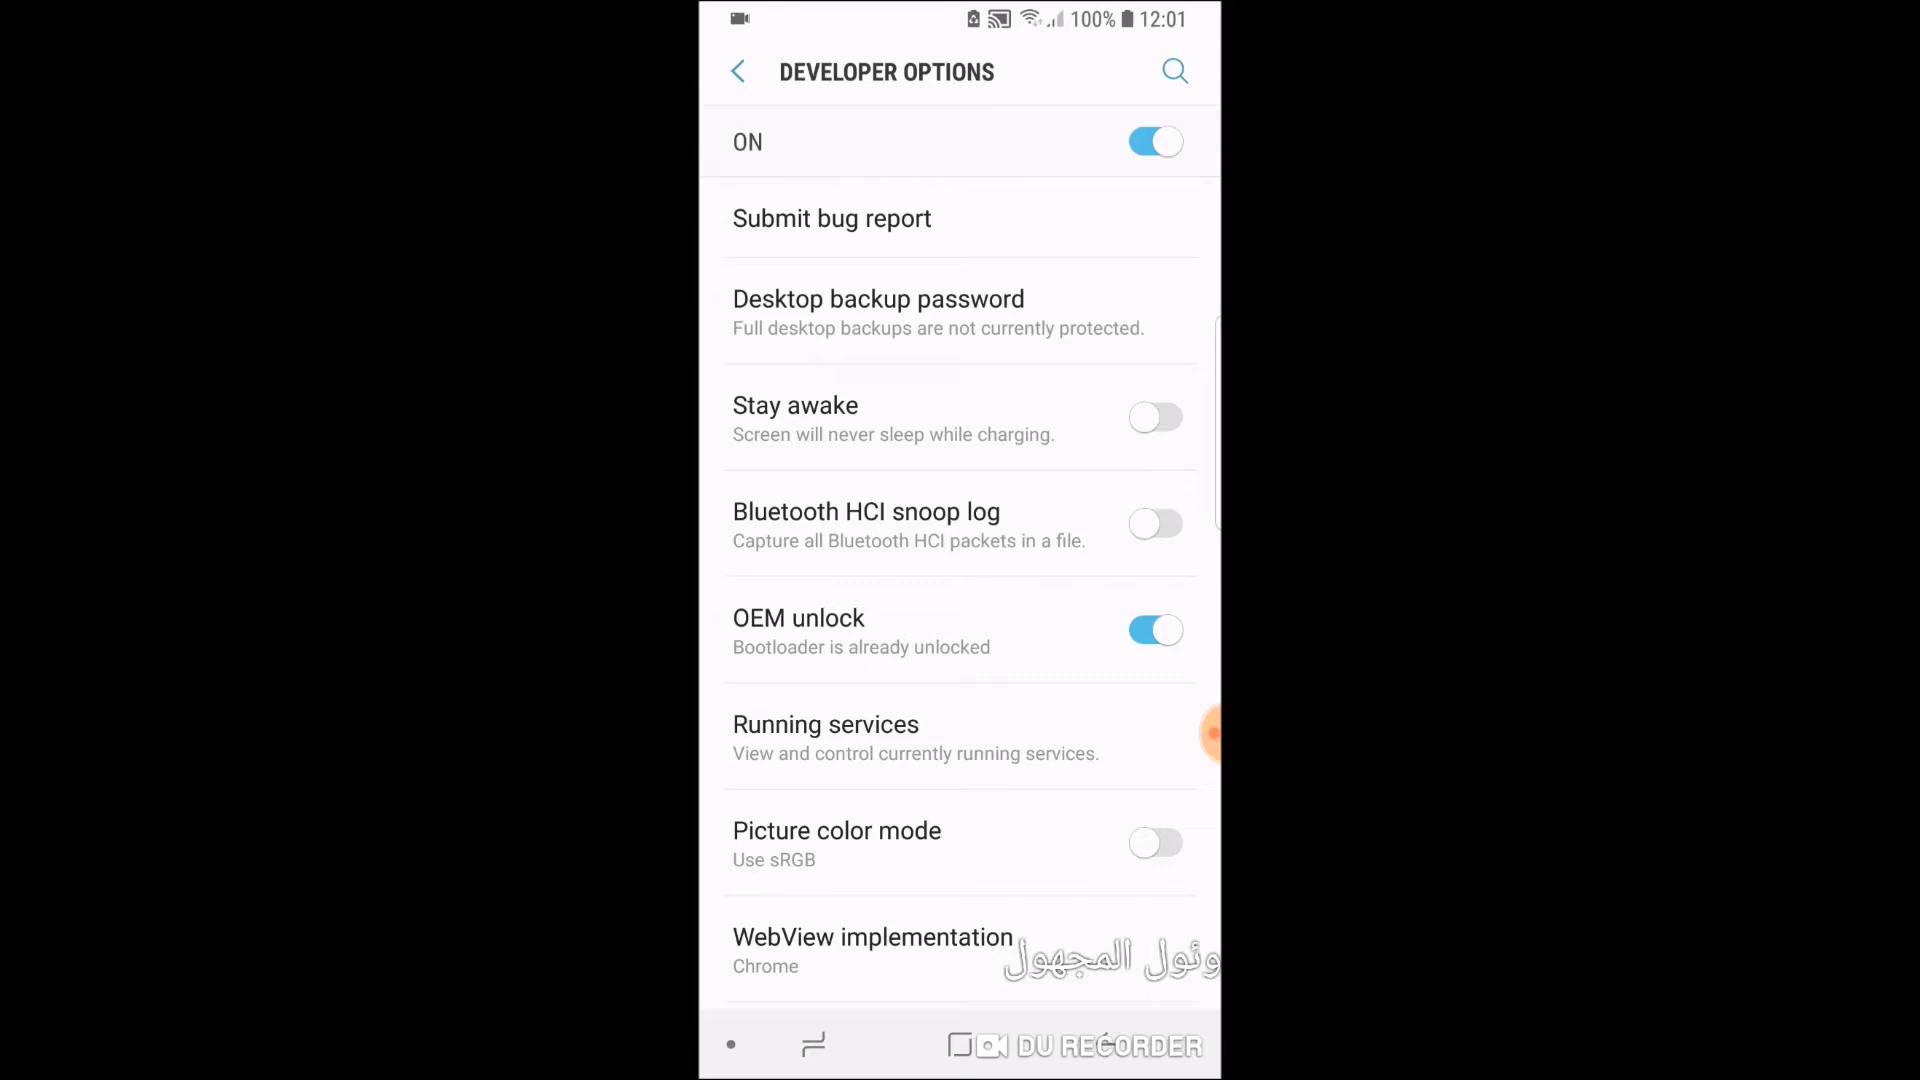 100% 12:01
DEVELOPER OPTIONS
ON
Submit bug report
Desktop backup password
Full desktop backups are not currently protected.
Stay awake
Screen will never sleep while charging.
Bluetooth HCI snoop log
Capture all Bluetooth HCI packets in a file.
OEM unlock
Bootloader is already unlocked
Running services
View and control currently running services.
Picture color mode
Use sRGB
WebView implementation
Chrome
المجهول
DU RECORDER